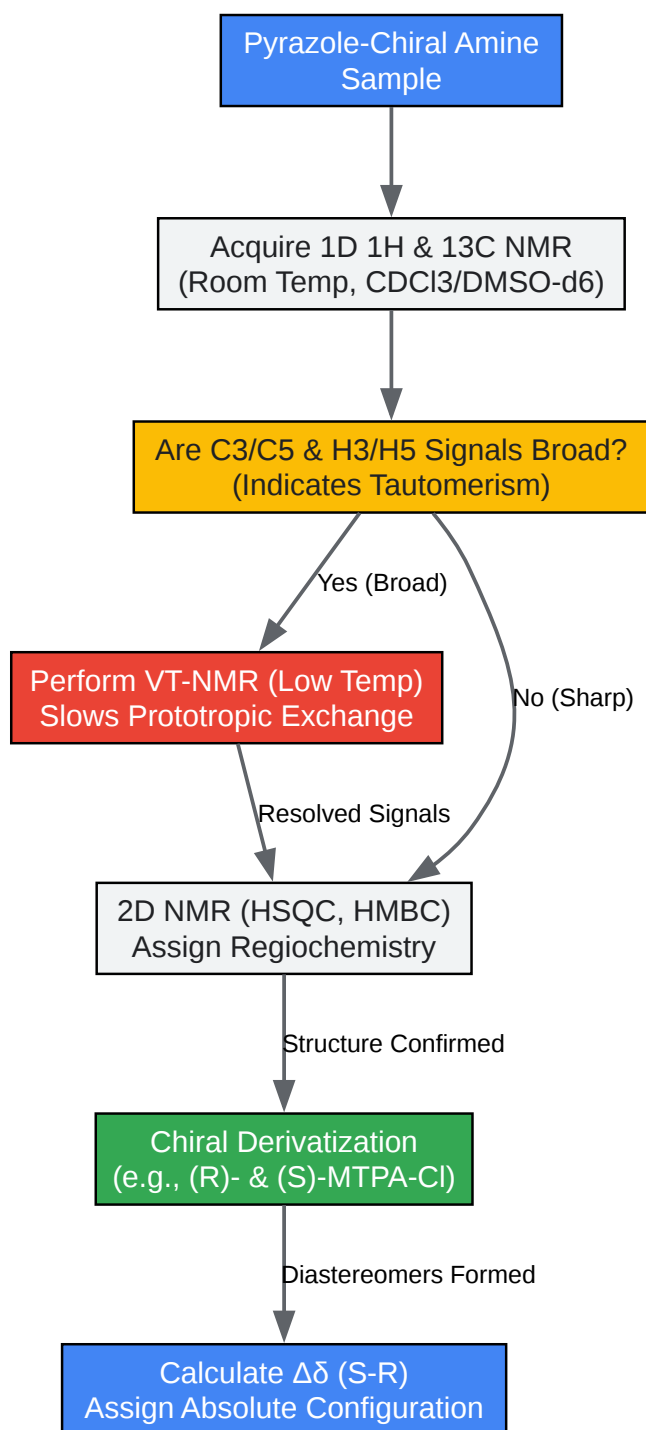 Pyrazole-Chiral Amine
Sample
Acquire 1D 1H & 13C NMR
(Room Temp, CDCl3/DMSO-d6)
Are C3/C5 & H3/H5 Signals Broad?
(Indicates Tautomerism)
Yes (Broad)
Perform VT-NMR (Low Temp)
Slows Prototropic Exchange
No (Sharp)
Resolved Signals
2D NMR (HSQC, HMBC)
Assign Regiochemistry
Structure Confirmed
Chiral Derivatization
(e.g., (R)- & (S)-MTPA-Cl)
Diastereomers Formed
Calculate Δδ (S-R)
Assign Absolute Configuration